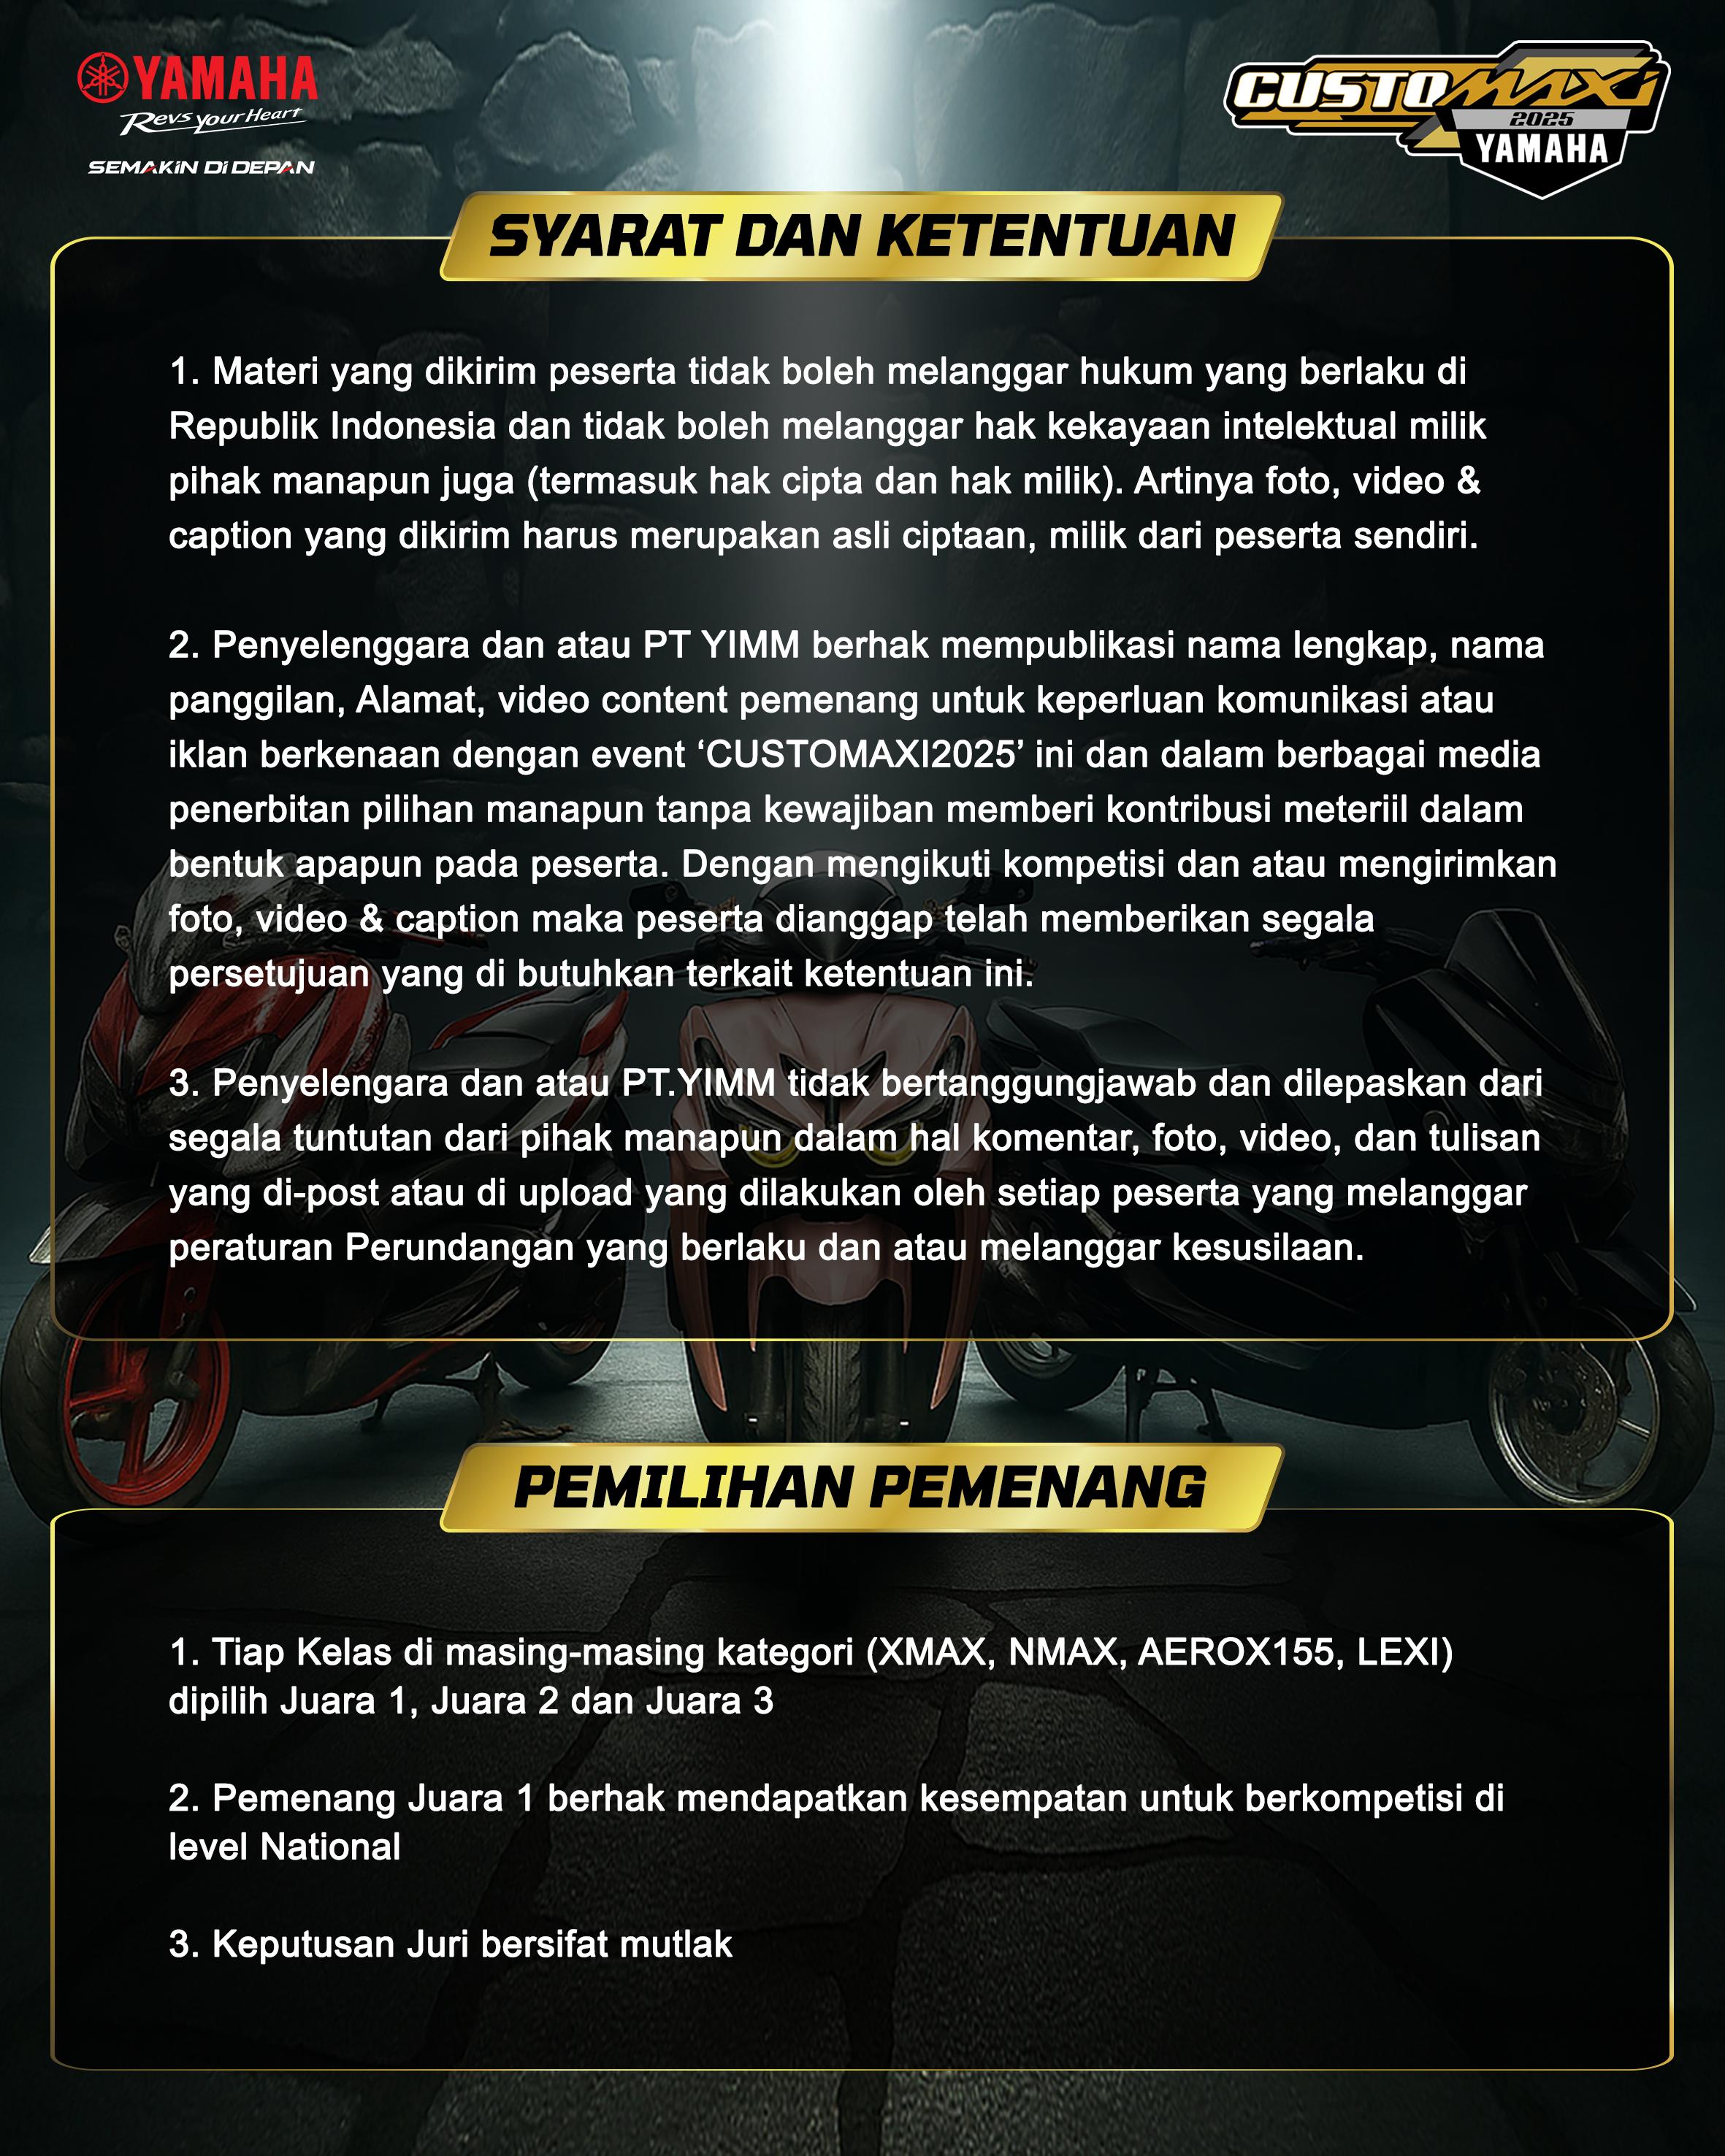 YAMAHA
Revs your Heart
SEMAKIN DI DEPAN
CUSTOMAXI
2025
YAMAHA
SYARAT DAN KETENTUAN
1. Materi yang dikirim peserta tidak boleh melanggar hukum yang berlaku di
Republik Indonesia dan tidak boleh melanggar hak kekayaan intelektual milik
pihak manapun juga (termasuk hak cipta dan hak milik). Artinya foto, video &
caption yang dikirim harus merupakan asli ciptaan, milik dari peserta sendiri.
2. Penyelenggara dan atau PT YIMM berhak mempublikasi nama lengkap, nama
panggilan, Alamat, video content pemenang untuk keperluan komunikasi atau
iklan berkenaan dengan event ‘CUSTOMAXI2025’ ini dan dalam berbagai media
penerbitan pilihan manapun tanpa kewajiban memberi kontribusi meteriil dalam
bentuk apapun pada peserta. Dengan mengikuti kompetisi dan atau mengirimkan
foto, video & caption maka peserta dianggap telah memberikan segala
persetujuan yang di butuhkan terkait ketentuan ini.
3. Penyelengara dan atau PT.YIMM tidak bertanggungjawab dan dilepaskan dari
segala tuntutan dari pihak manapun dalam hal komentar, foto, video, dan tulisan
yang di-post atau di upload yang dilakukan oleh setiap peserta yang melanggar
peraturan Perundangan yang berlaku dan atau melanggar kesusilaan.
PEMILIHAN PEMENANG
1. Tiap Kelas di masing-masing kategori (XMAX, NMAX, AEROX155, LEXI)
dipilih Juara 1, Juara 2 dan Juara 3
2. Pemenang Juara 1 berhak mendapatkan kesempatan untuk berkompetisi di
level National
3. Keputusan Juri bersifat mutlak